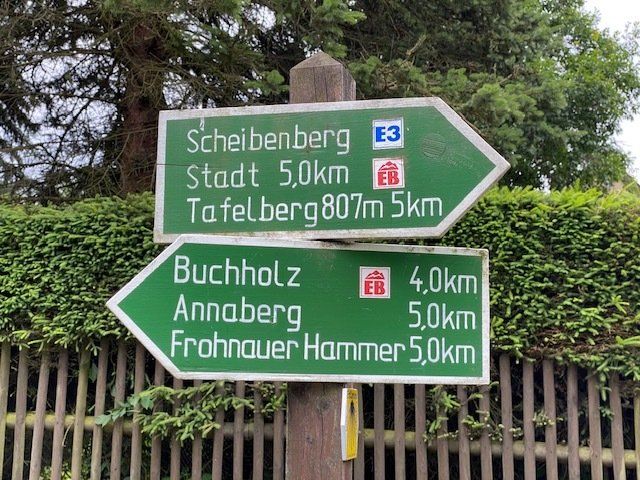 Scheibenberg E3
Stadt 5,0km EB
Tafelberg 807m 5km
Buchholz EB 4,0km
Annaberg 5,0km
Frohnauer Hammer 5,0km